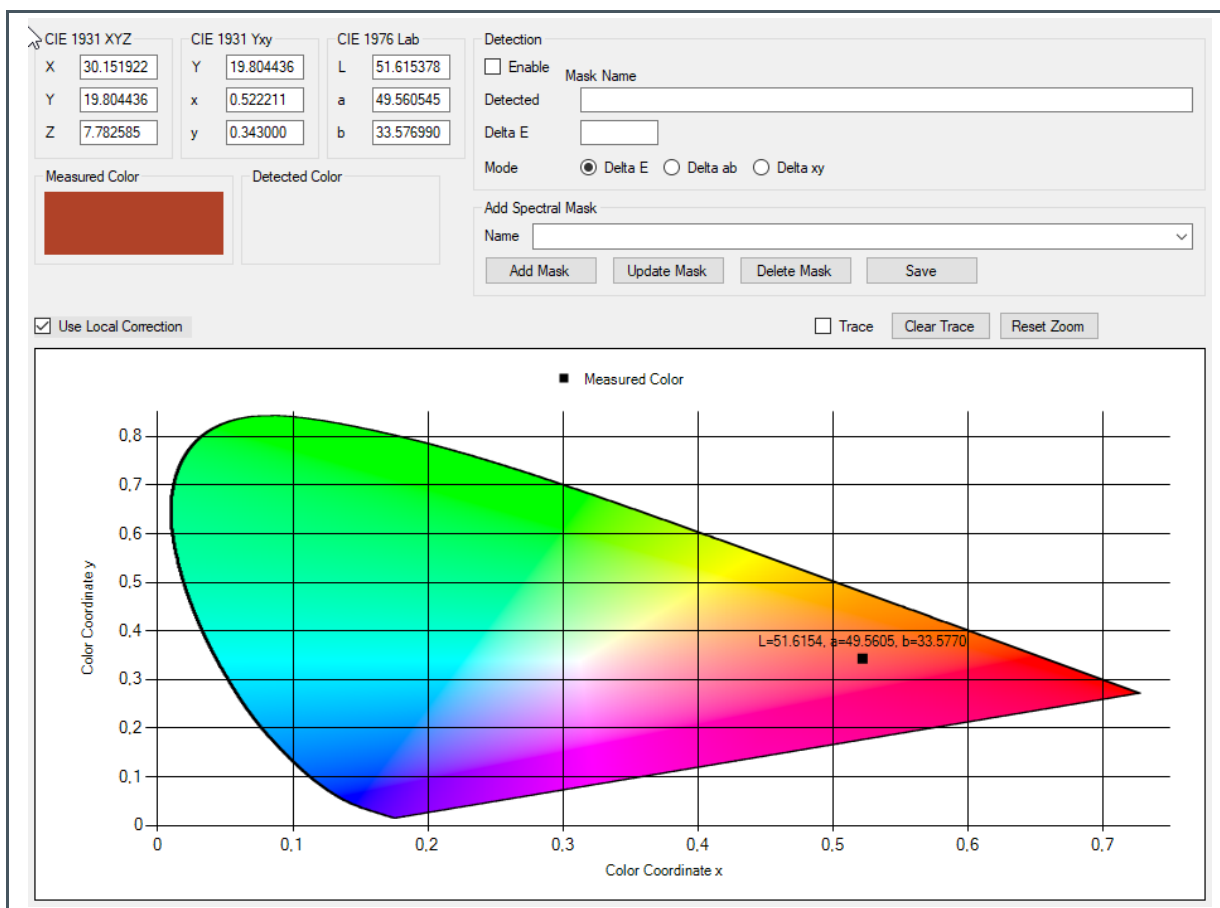 CIE 1931 XYZ
X 30.151922
Y 19.804436
Z 7.782585
CIE 1931 Yxy
Y 19.804436
x 0.522211
y 0.343000
CIE 1976 Lab
L 51.615378
a 49.560545
b 33.576990
Detection
Enable
Mask Name
Detected
Delta E
Mode Delta E Delta ab Delta xy
Measured Color
Detected Color
Add Spectral Mask
Name
Add Mask Update Mask Delete Mask Save
Use Local Correction
Trace Clear Trace Reset Zoom
Measured Color
0.8
0.7
0.6
0.5
0.4
0.3
0.2
0.1
0
Color Coordinate y
L=51.6154, a=49.5605, b=33.5770
0 0.1 0.2 0.3 0.4 0.5 0.6 0.7
Color Coordinate x